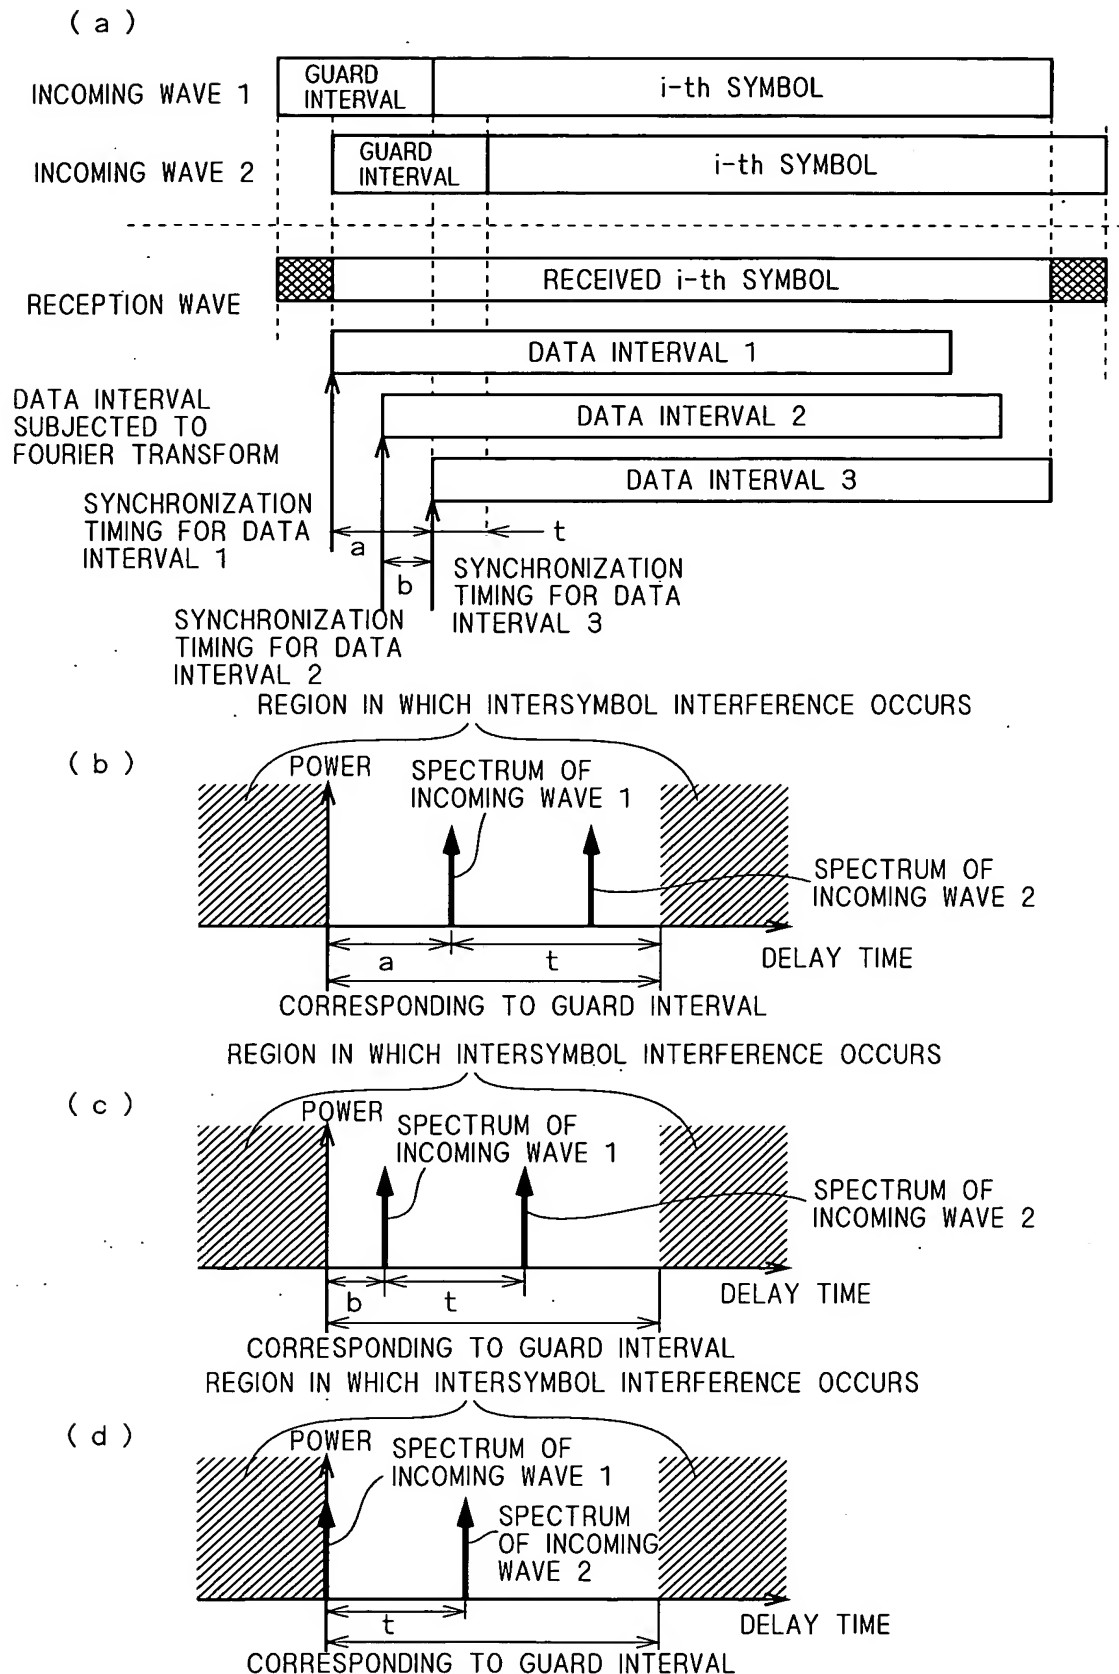 ( a )
INCOMING WAVE 1
GUARD
INTERVAL
i-th SYMBOL
INCOMING WAVE 2
GUARD
INTERVAL
i-th SYMBOL
RECEPTION WAVE
RECEIVED i-th SYMBOL
DATA INTERVAL 1
DATA INTERVAL
SUBJECTED TO
FOURIER TRANSFORM
DATA INTERVAL 2
DATA INTERVAL 3
SYNCHRONIZATION
TIMING FOR DATA
INTERVAL 1
a
t
b
SYNCHRONIZATION
TIMING FOR DATA
INTERVAL 3
SYNCHRONIZATION
TIMING FOR DATA
INTERVAL 2
REGION IN WHICH INTERSYMBOL INTERFERENCE OCCURS
( b )
POWER
SPECTRUM OF
INCOMING WAVE 1
SPECTRUM OF
INCOMING WAVE 2
a
t
DELAY TIME
CORRESPONDING TO GUARD INTERVAL
REGION IN WHICH INTERSYMBOL INTERFERENCE OCCURS
( c )
POWER
SPECTRUM OF
INCOMING WAVE 1
SPECTRUM OF
INCOMING WAVE 2
b
t
DELAY TIME
CORRESPONDING TO GUARD INTERVAL
REGION IN WHICH INTERSYMBOL INTERFERENCE OCCURS
( d )
POWER
SPECTRUM OF
INCOMING WAVE 1
SPECTRUM
OF INCOMING
WAVE 2
t
DELAY TIME
CORRESPONDING TO GUARD INTERVAL